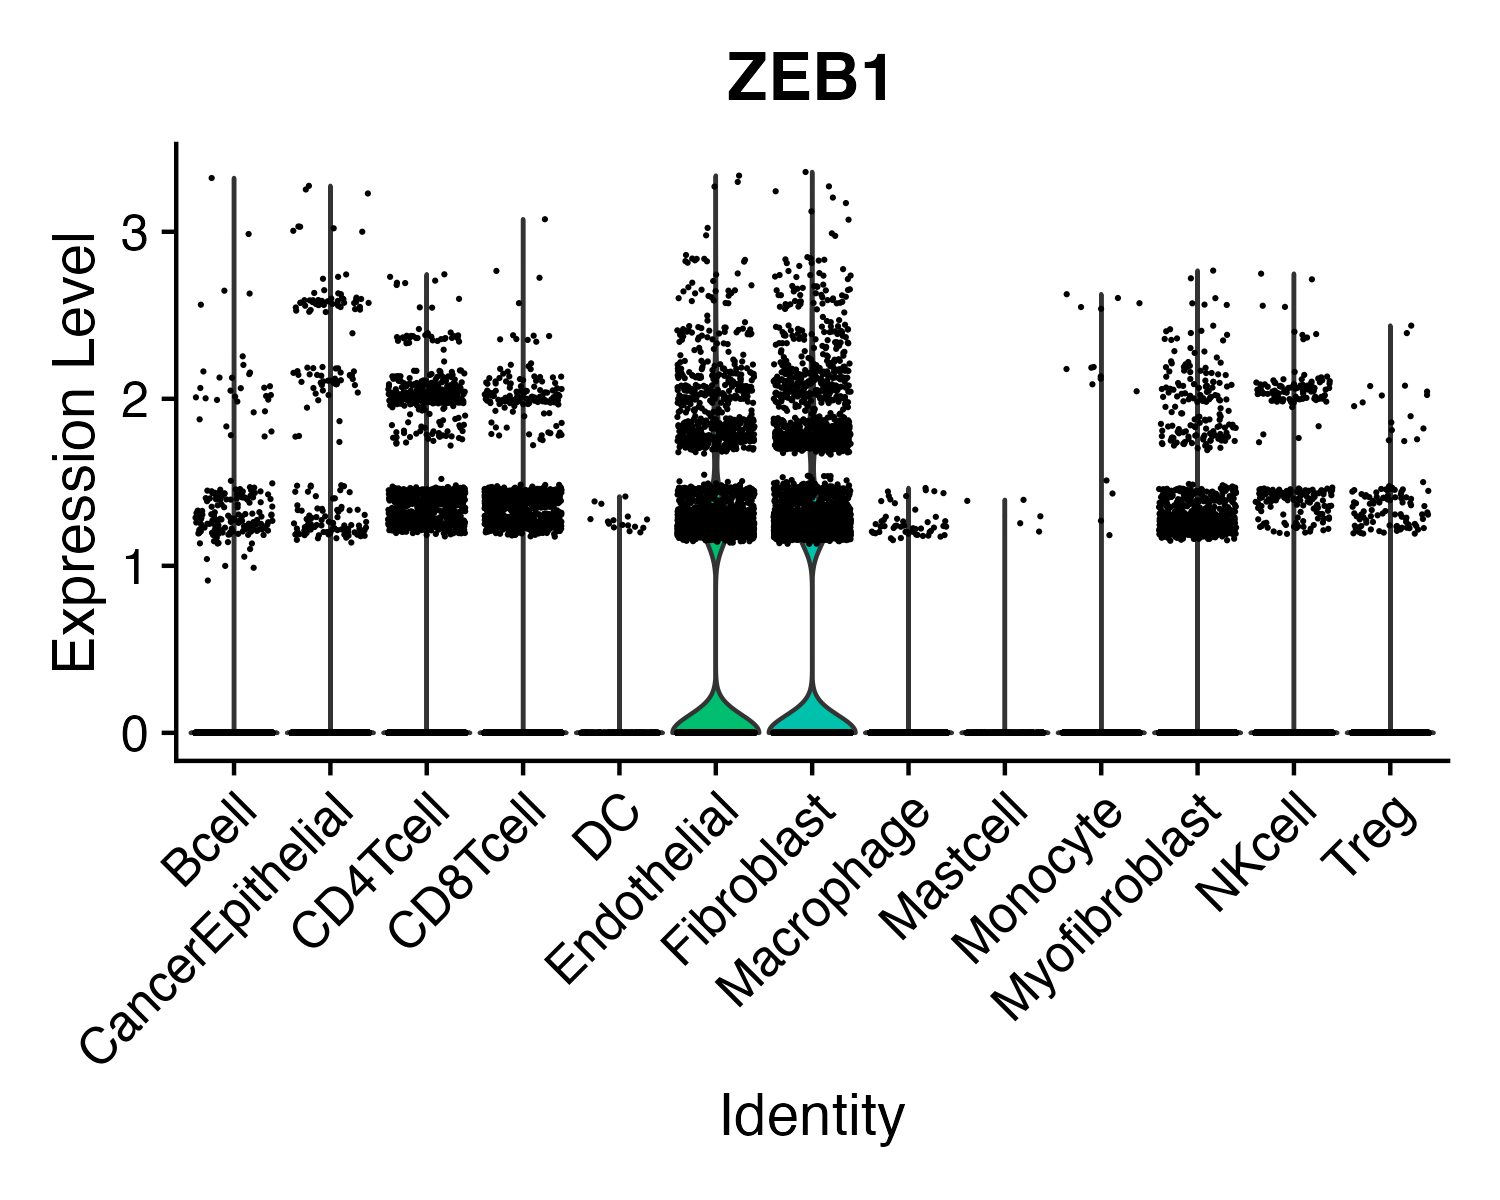 ZEB1
Expression Level
3
2
1
0
Bcell
CancerEpithelial
CD4Tcell
CD8Tcell
DC
Endothelial
Fibroblast
Macrophage
Mastcell
Monocyte
Myofibroblast
NKcell
Treg
Identity